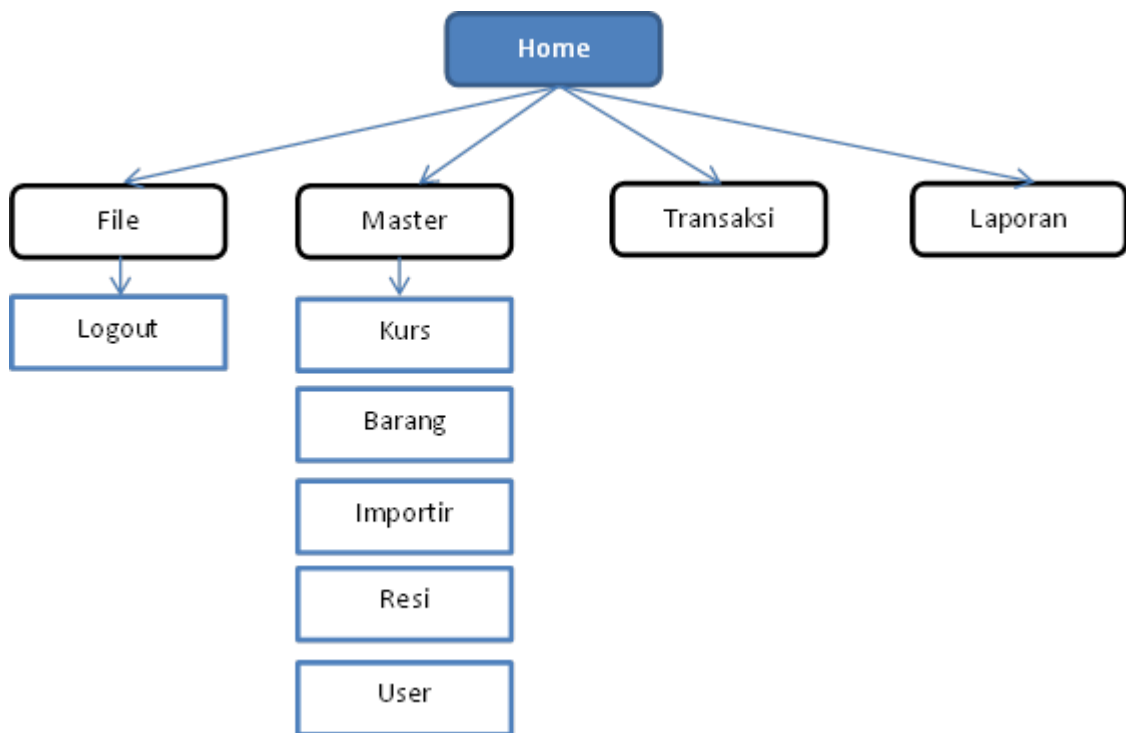 Home
File
Master
Transaksi
Laporan
Logout
Kurs
Barang
Importir
Resi
User